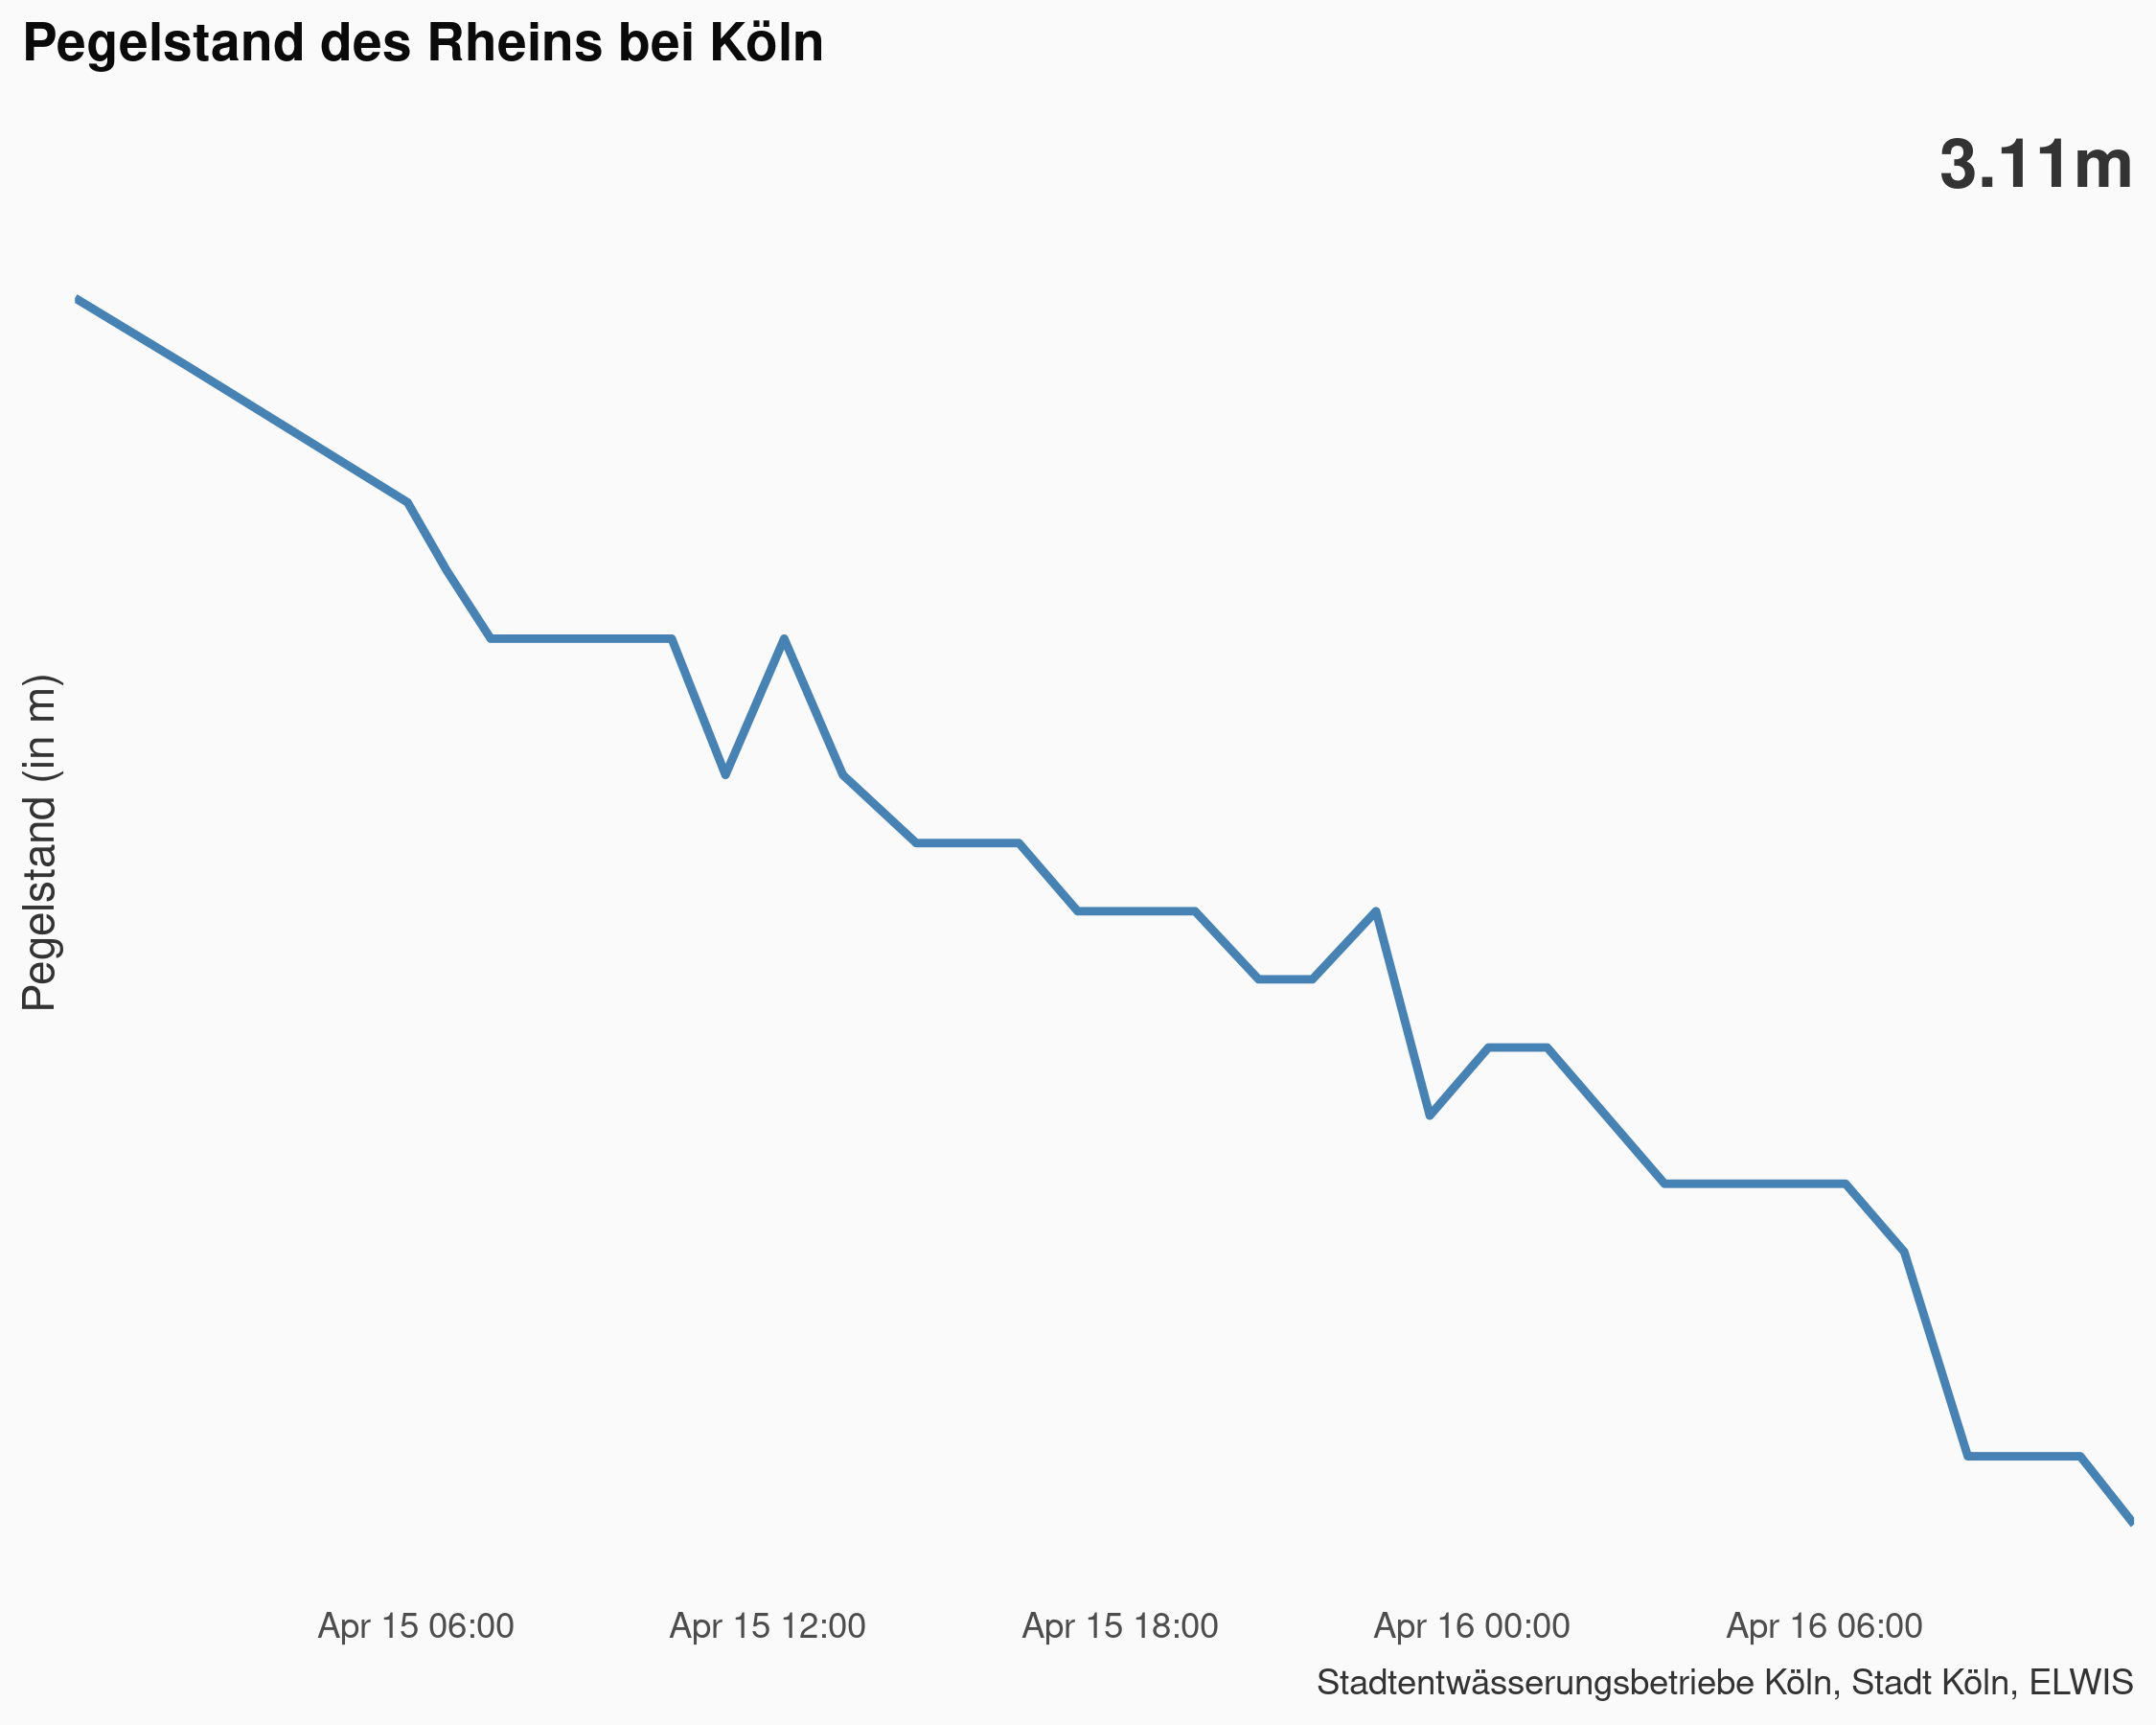 Pegelstand des Rheins bei Köln
3.11m
Pegelstand (in m)
Apr 15 06:00
Apr 15 12:00
Apr 15 18:00
Apr 16 00:00
Apr 16 06:00
Stadtentwässerungsbetriebe Köln, Stadt Köln, ELWIS